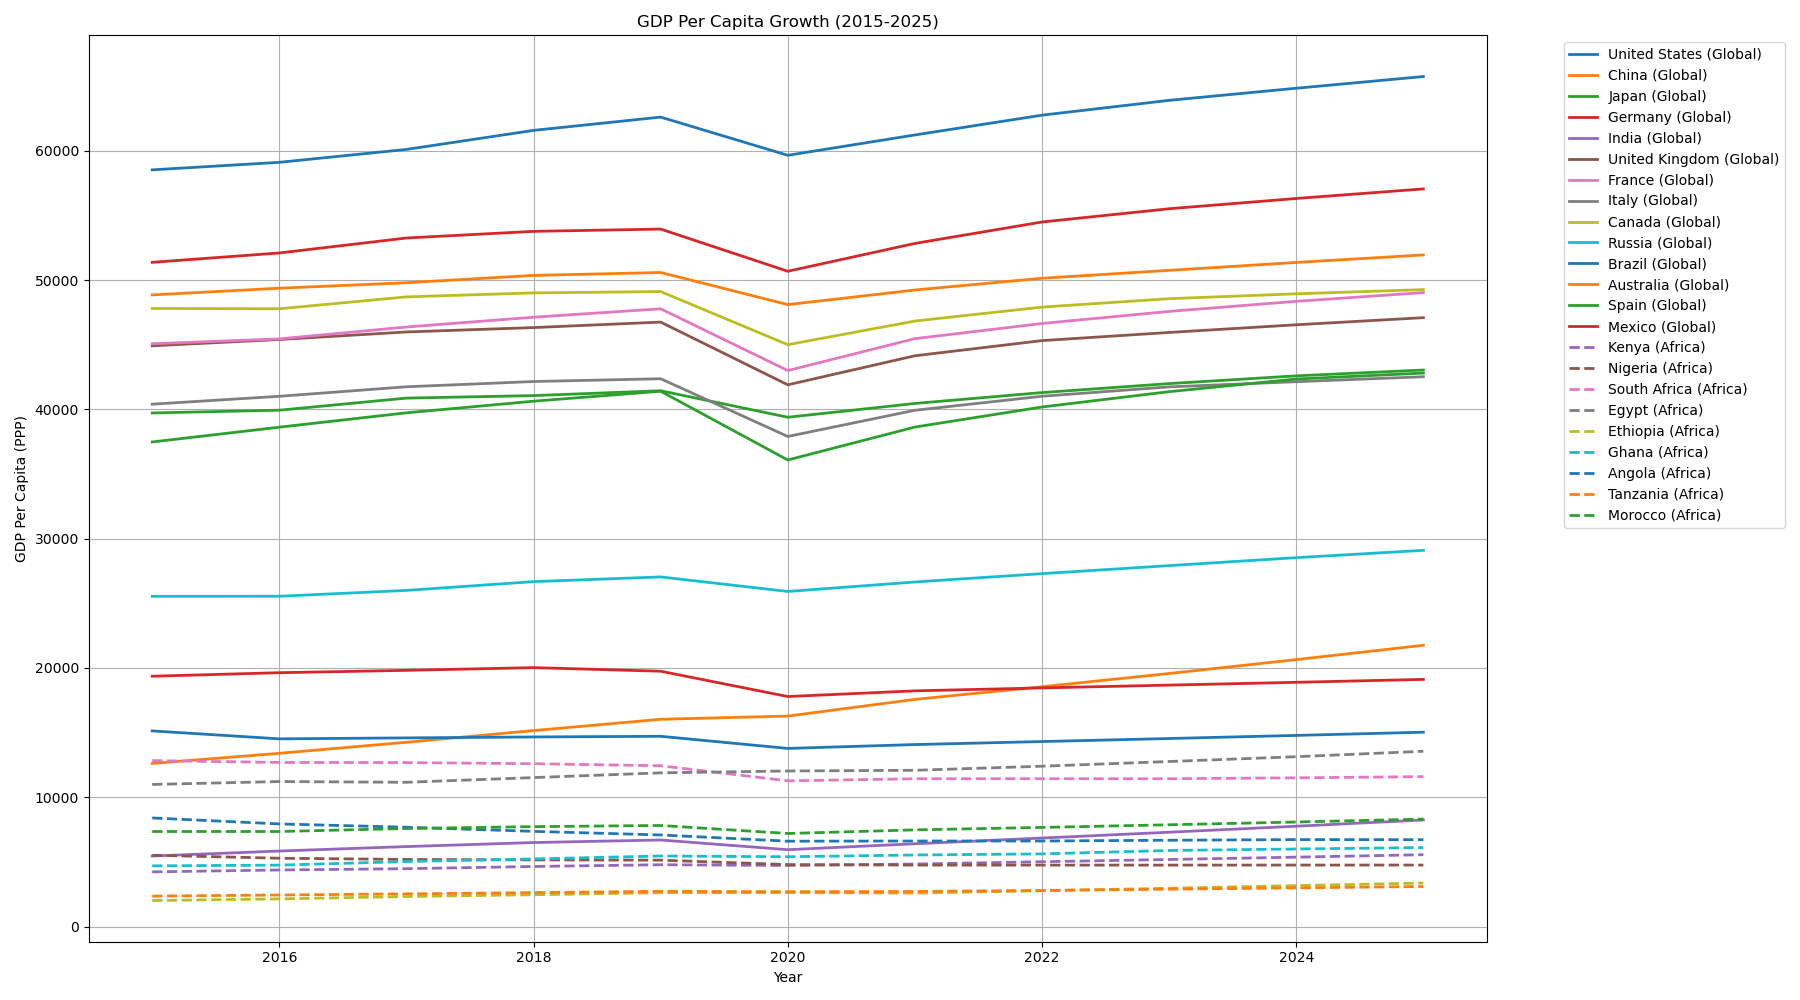 GDP Per Capita Growth (2015-2025)
United States (Global)
China (Global)
Japan (Global)
Germany (Global)
India (Global)
United Kingdom (Global)
France (Global)
Italy (Global)
Canada (Global)
Russia (Global)
Brazil (Global)
Australia (Global)
Spain (Global)
Mexico (Global)
Kenya (Africa)
Nigeria (Africa)
South Africa (Africa)
Egypt (Africa)
Ethiopia (Africa)
Ghana (Africa)
Angola (Africa)
Tanzania (Africa)
Morocco (Africa)
GDP Per Capita (PPP)
60000
50000
40000
30000
20000
10000
0
2016
2018
2020
2022
2024
Year